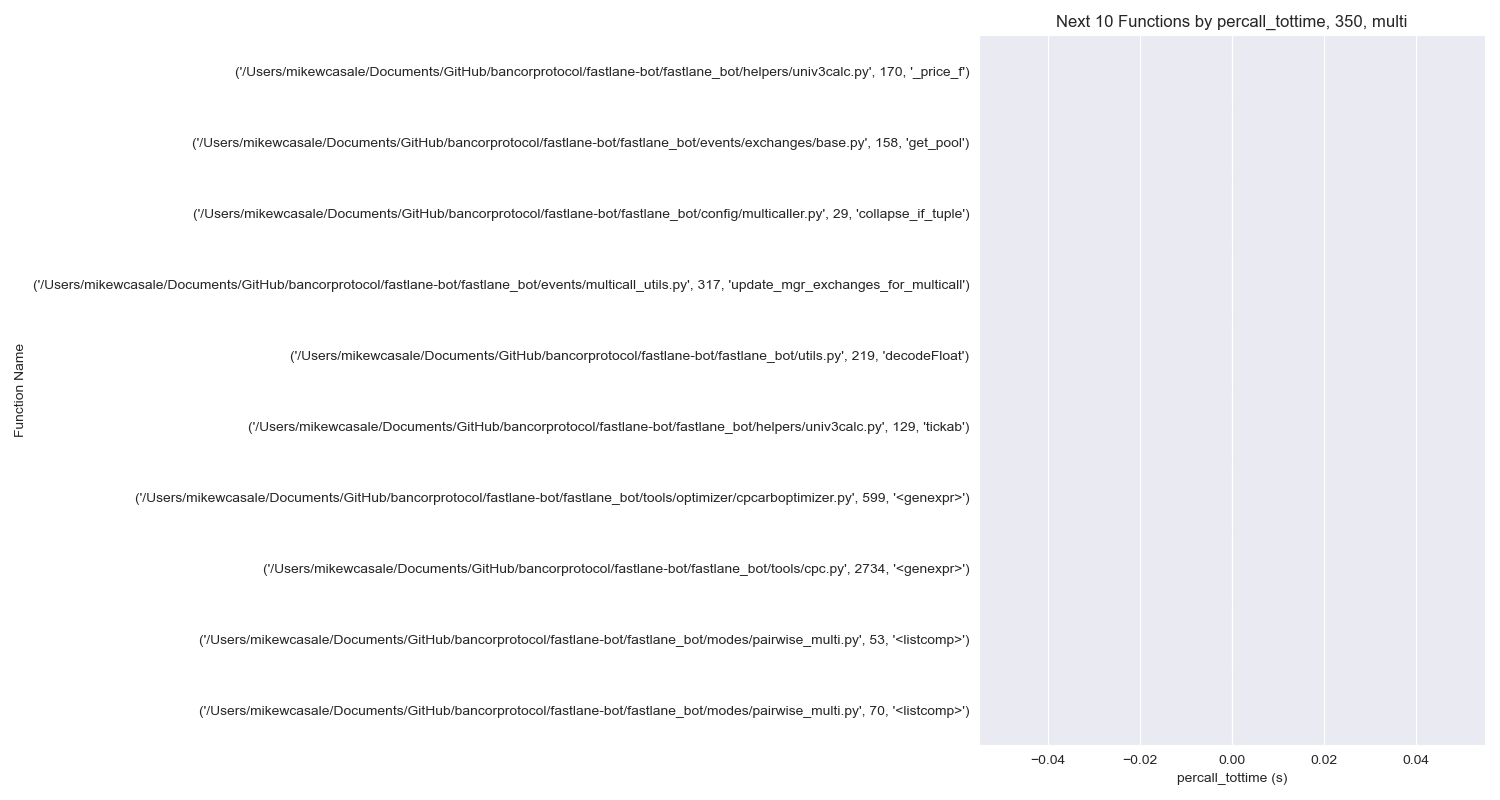 Next 10 Functions by percall_tottime, 350, multi
('/Users/mikewcasale/Documents/GitHub/bancorprotocol/fastlane-bot/fastlane_bot/helpers/univ3calc.py', 170, '_price_f')
('/Users/mikewcasale/Documents/GitHub/bancorprotocol/fastlane-bot/fastlane_bot/events/exchanges/base.py', 158, 'get_pool')
('/Users/mikewcasale/Documents/GitHub/bancorprotocol/fastlane-bot/fastlane_bot/config/multicaller.py', 29, 'collapse_if_tuple')
('/Users/mikewcasale/Documents/GitHub/bancorprotocol/fastlane-bot/fastlane_bot/events/multicall_utils.py', 317, 'update_mgr_exchanges_for_multicall')
('/Users/mikewcasale/Documents/GitHub/bancorprotocol/fastlane-bot/fastlane_bot/utils.py', 219, 'decodeFloat')
Function Name
('/Users/mikewcasale/Documents/GitHub/bancorprotocol/fastlane-bot/fastlane_bot/helpers/univ3calc.py', 129, 'tickab')
('/Users/mikewcasale/Documents/GitHub/bancorprotocol/fastlane-bot/fastlane_bot/tools/optimizer/cpcarboptimizer.py', 599, '<genexpr>')
('/Users/mikewcasale/Documents/GitHub/bancorprotocol/fastlane-bot/fastlane_bot/tools/cpc.py', 2734, '<genexpr>')
('/Users/mikewcasale/Documents/GitHub/bancorprotocol/fastlane-bot/fastlane_bot/modes/pairwise_multi.py', 53, '<listcomp>')
('/Users/mikewcasale/Documents/GitHub/bancorprotocol/fastlane-bot/fastlane_bot/modes/pairwise_multi.py', 70, '<listcomp>')
−0.04 −0.02 0.00 0.02 0.04
percall_tottime (s)